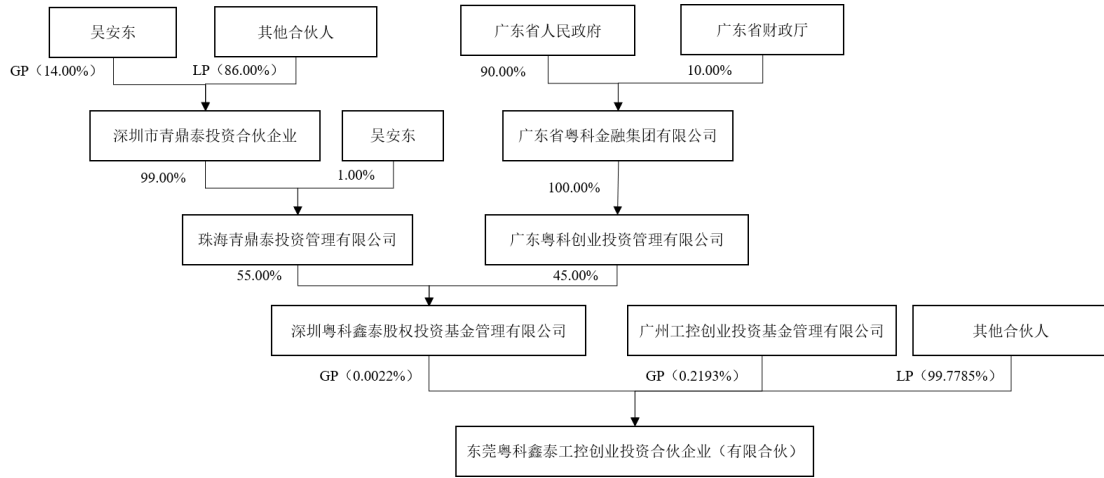 吴安东
其他合伙人
广东省人民政府
广东省财政厅
GP（14.00%）
LP（86.00%）
90.00%
10.00%
深圳市青鼎泰投资合伙企业
吴安东
广东省粤科金融集团有限公司
99.00%
1.00%
100.00%
珠海青鼎泰投资管理有限公司
广东粤科创业投资管理有限公司
55.00%
45.00%
深圳粤科鑫泰股权投资基金管理有限公司
广州工控创业投资基金管理有限公司
其他合伙人
GP（0.0022%）
GP（0.2193%）
LP（99.7785%）
东莞粤科鑫泰工控创业投资合伙企业（有限合伙）